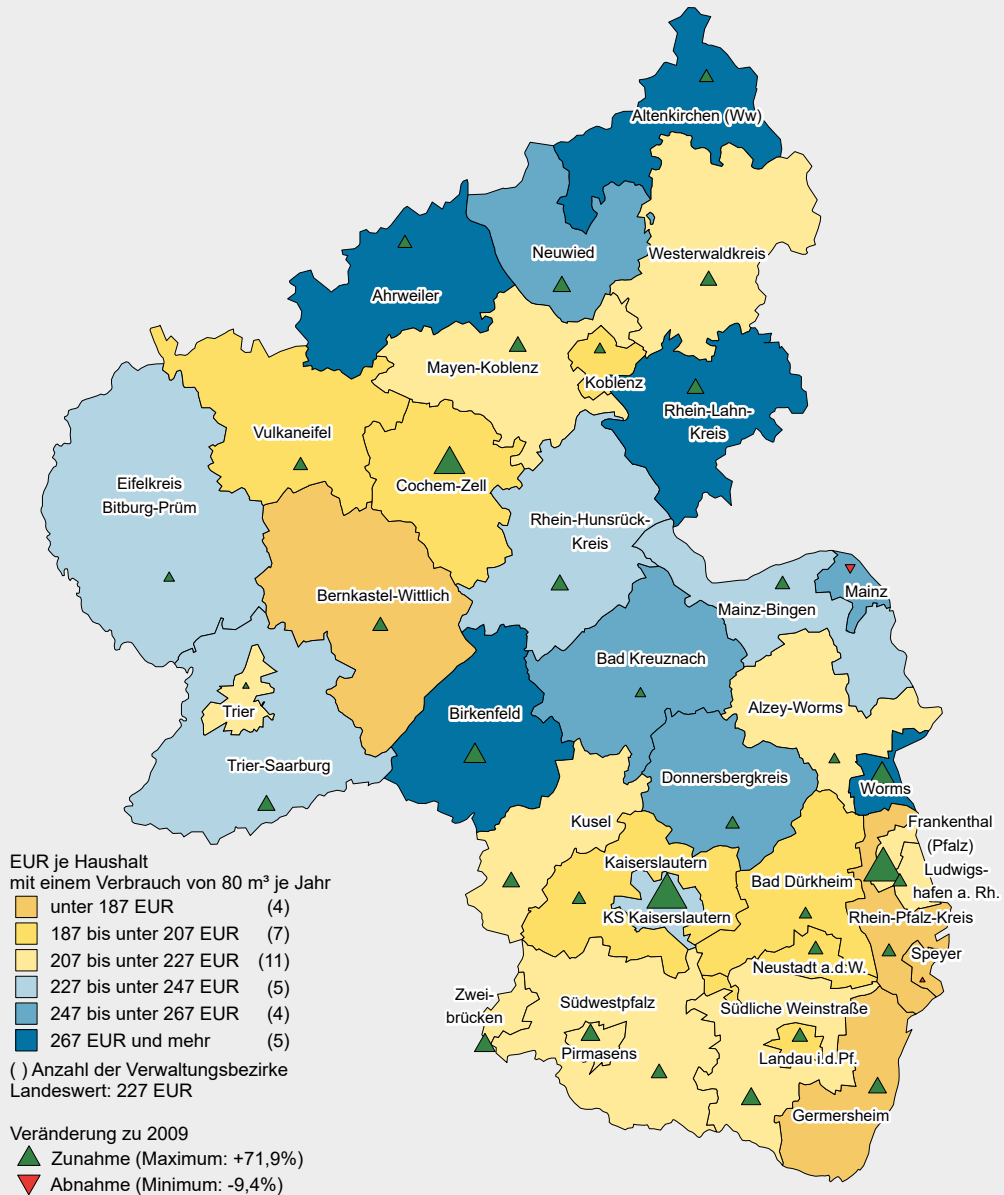 Altenkirchen (Ww)
Neuwied
Westerwaldkreis
Ahrweiler
Mayen-Koblenz
Koblenz
Rhein-Lahn-
Kreis
Vulkaneifel
Cochem-Zell
Eifelkreis
Bitburg-Prüm
Rhein-Hunsrück-
Kreis
Bernkastel-Wittlich
Mainz-Bingen
Mainz
Bad Kreuznach
Trier
Birkenfeld
Alzey-Worms
Trier-Saarburg
Donnersbergkreis
Worms
Kusel
Frankenthal
(Pfalz)
Ludwigs-
hafen a. Rh.
Kaiserslautern
Bad Dürkheim
KS Kaiserslautern
Rhein-Pfalz-Kreis
Speyer
Neustadt a.d.W.
Zwei-
brücken
Südwestpfalz
Südliche Weinstraße
Pirmasens
Landau i.d.Pf.
Germersheim
EUR je Haushalt
mit einem Verbrauch von 80 m³ je Jahr
unter 187 EUR (4)
187 bis unter 207 EUR (7)
207 bis unter 227 EUR (11)
227 bis unter 247 EUR (5)
247 bis unter 267 EUR (4)
267 EUR und mehr (5)
( ) Anzahl der Verwaltungsbezirke
Landeswert: 227 EUR
Veränderung zu 2009
Zunahme (Maximum: +71,9%)
Abnahme (Minimum: -9,4%)